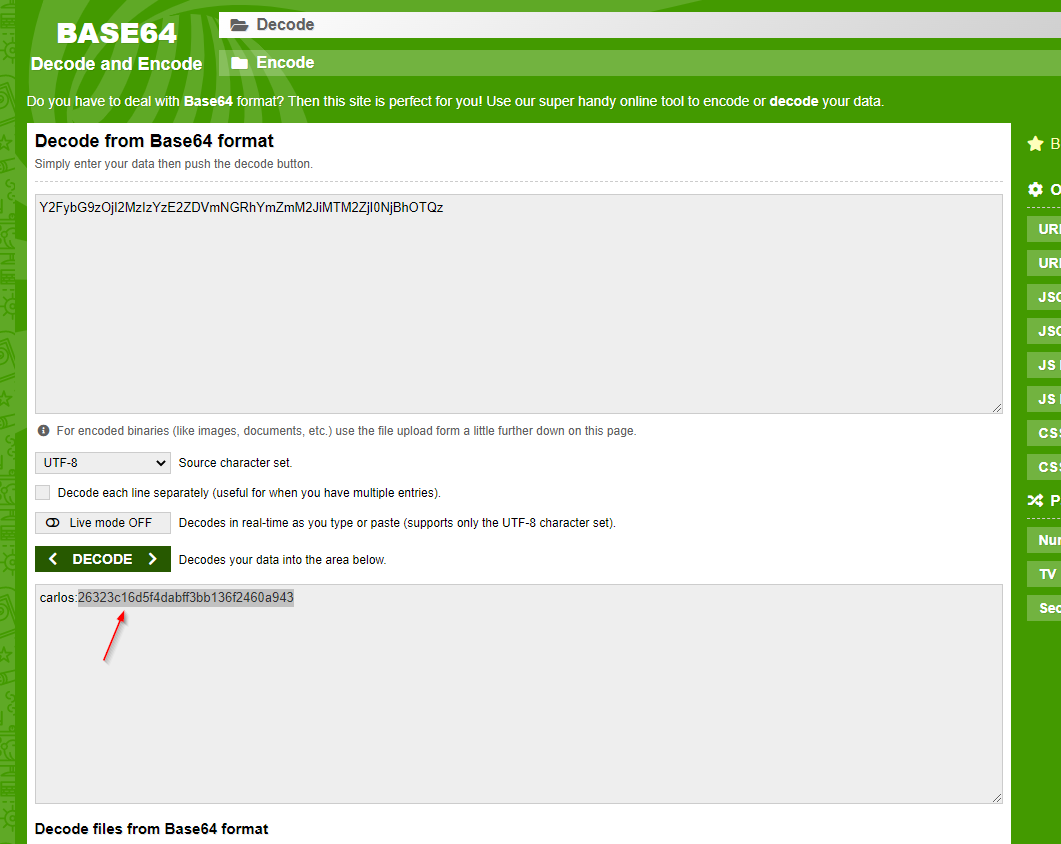 BASE64
Decode and Encode
Decode
Encode
Do you have to deal with Base64 format? Then this site is perfect for you! Use our super handy online tool to encode or decode your data.
Decode from Base64 format
Simply enter your data then push the decode button.
Y2FybG9zOjI2MzIzYzE2ZDVmNGRhYmZmM2JiMTM2ZjI0NjBhOTQz
For encoded binaries (like images, documents, etc.) use the file upload form a little further down on this page.
UTF-8 Source character set.
Decode each line separately (useful for when you have multiple entries).
Live mode OFF Decodes in real-time as you type or paste (supports only the UTF-8 character set).
DECODE Decodes your data into the area below.
carlos:26323c16d5f4dabff3bb136f2460a943
Decode files from Base64 format
B
O
URL
URL
JSO
JSO
JS
JS
CSS
CSS
P
Num
TV
Sec